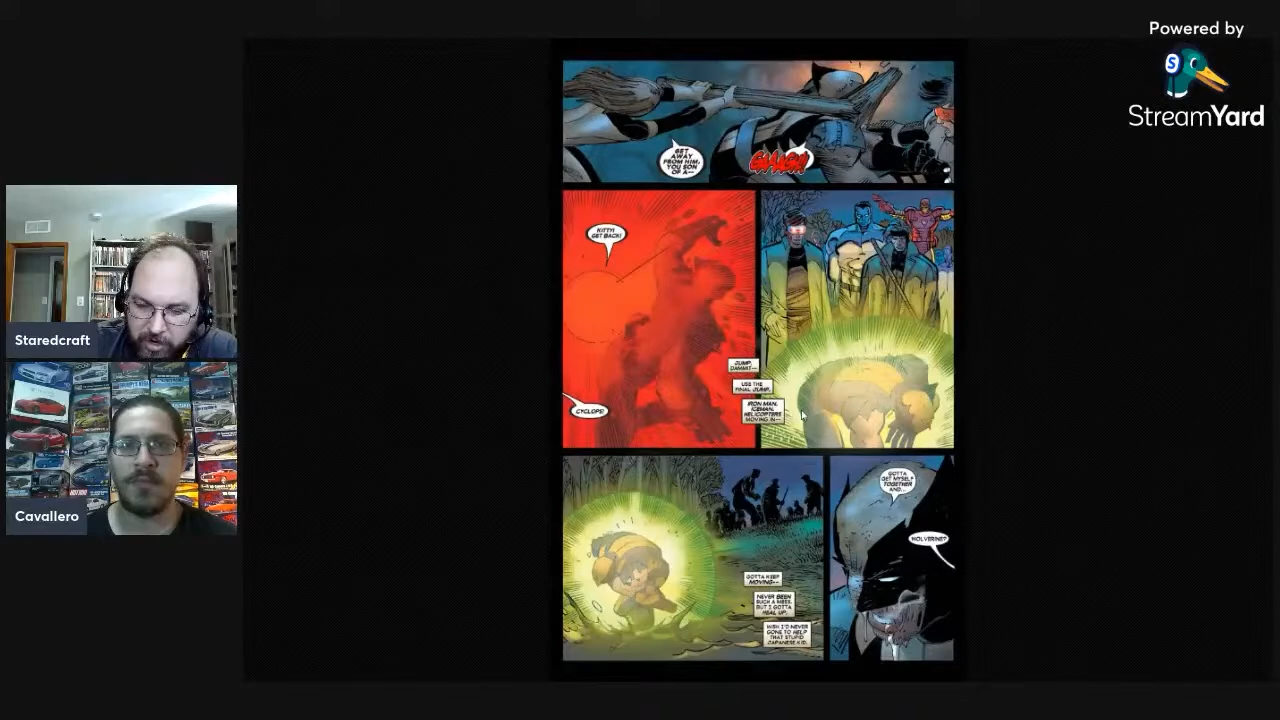 Powered by
StreamYard
Staredcraft
Cavallero
GET
AWAY
FROM HIM,
YOU SON
OF A--
GAAAGH!
KITTY!
GET BACK!
CYCLOPS!
JUMP,
DAMMIT--
USE THE
FINAL JUMP.
IRON MAN,
ICEMAN,
HELICOPTERS
MOVING IN--
GOTTA KEEP
MOVING--
NEVER BEEN
SUCH A MESS,
BUT I GOTTA
HEAL UP.
WISH I'D NEVER
GONE TO HELP
THAT STUPID
JAPANESE KID.
GOTTA
GET MYSELF
TOGETHER
AND...
WOLVERINE?